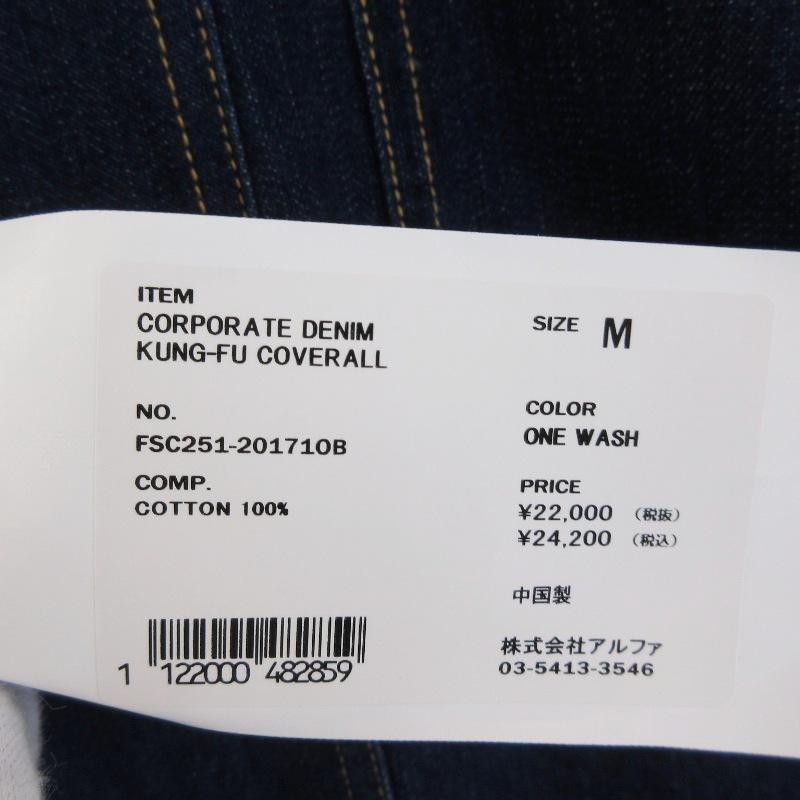 ITEM
CORPORATE DENIM
KUNG-FU COVERALL
SIZE M
NO.
FSC251-201710B
COLOR
ONE WASH
COMP.
COTTON 100%
PRICE
¥22,000 (税抜)
¥24,200 (税込)
中国製
株式会社アルファ
03-5413-3546
1 122000 482859